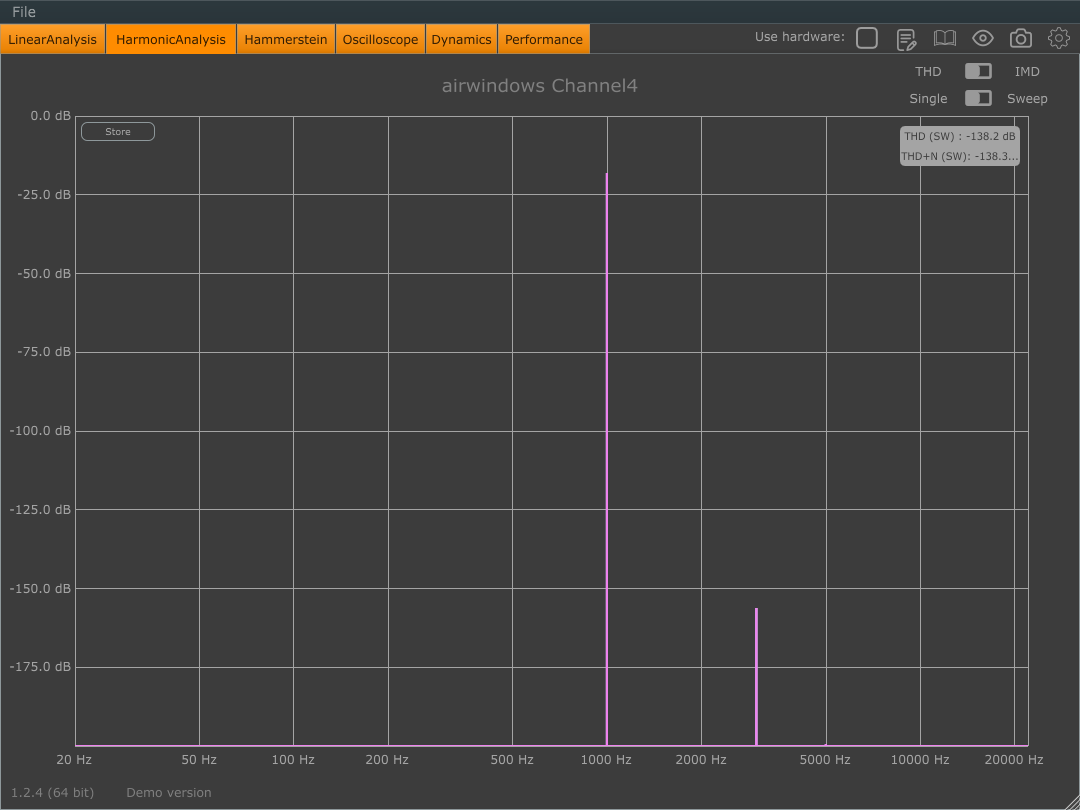 File
LinearAnalysis HarmonicAnalysis Hammerstein Oscilloscope Dynamics Performance Use hardware:
THD IMD
airwindows Channel4
Single Sweep
0.0 dB
Store
THD (SW) : -138.2 dB
THD+N (SW): -138.3...
-25.0 dB
-50.0 dB
-75.0 dB
-100.0 dB
-125.0 dB
-150.0 dB
-175.0 dB
20 Hz 50 Hz 100 Hz 200 Hz 500 Hz 1000 Hz 2000 Hz 5000 Hz 10000 Hz 20000 Hz
1.2.4 (64 bit) Demo version